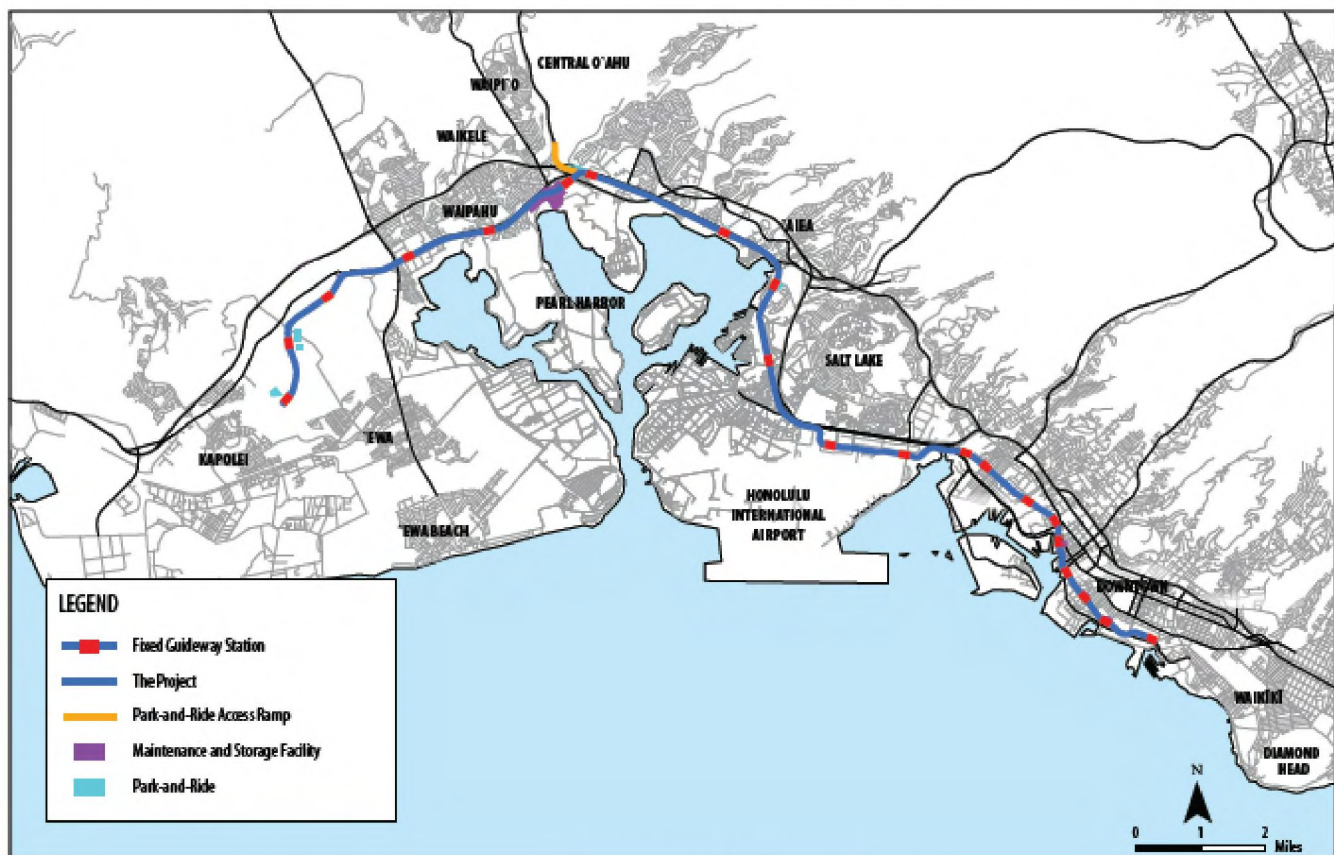 CENTRAL O`AHU
WAIPI`O
WAIKELE
WAIPAHU
`AIEA
PEARL HARBOR
SALT LAKE
`EWA
KAPOLEI
HONOLULU
INTERNATIONAL
AIRPORT
`EWA BEACH
DOWNTOWN
WAIKĪKĪ
DIAMOND
HEAD
LEGEND
Fixed Guideway Station
The Project
Park-and-Ride Access Ramp
Maintenance and Storage Facility
Park-and-Ride
N
0 1 2
Miles